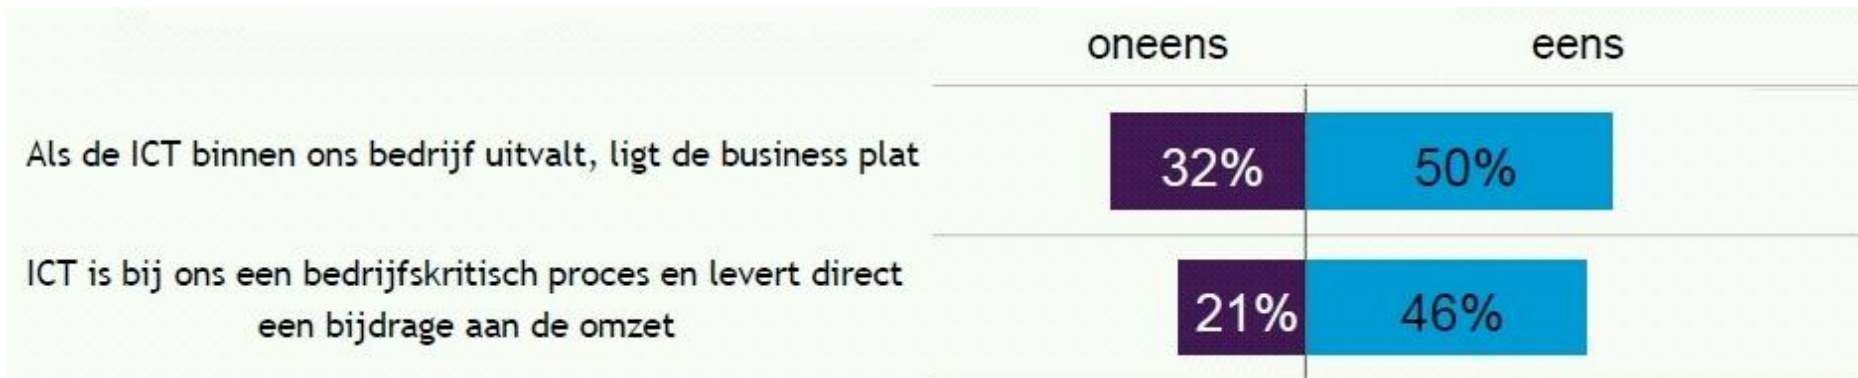 oneens eens
Als de ICT binnen ons bedrijf uitvalt, ligt de business plat
32% 50%
ICT is bij ons een bedrijfskritisch proces en levert direct
een bijdrage aan de omzet
21% 46%